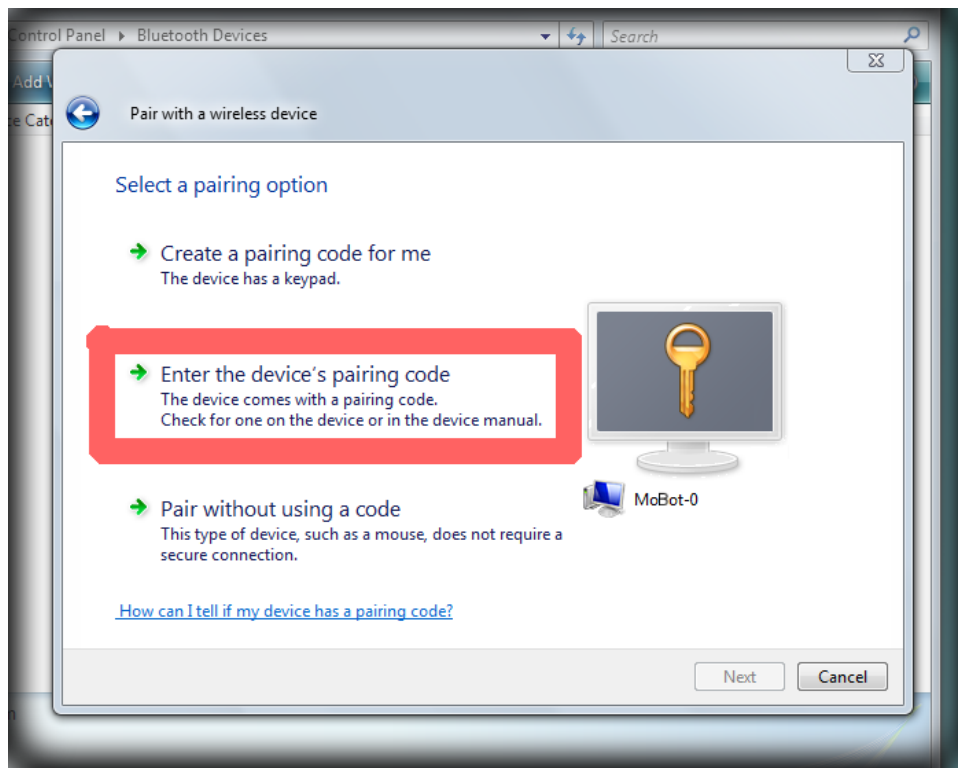 Control Panel ▸ Bluetooth Devices
Search
Add
Pair with a wireless device
Select a pairing option
Create a pairing code for me
The device has a keypad.
Enter the device's pairing code
The device comes with a pairing code.
Check for one on the device or in the device manual.
MoBot-0
Pair without using a code
This type of device, such as a mouse, does not require a
secure connection.
How can I tell if my device has a pairing code?
Next
Cancel